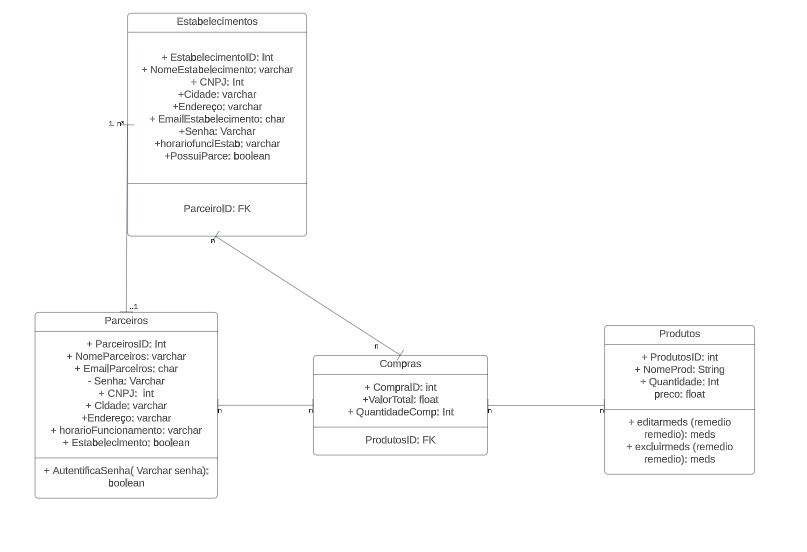 Estabelecimentos
+ EstabelecimentoID: Int
+ NomeEstabelecimento; varchar
+ CNPJ: Int
+Cidade: varchar
+Endereço; varchar
+ EmailEstabelecimento; char
+Senha: Varchar
+horariofunciEstab; varchar
+PossuiParce: boolean
ParceiroID: FK
1. n*
n
..1
Parceiros
+ ParceirosID: Int
+ NomeParceiros: varchar
+ EmailParceiros; char
- Senha: Varchar
+ CNPJ: int
+ Cidade; varchar
+Endereço: varchar
+ horarioFuncionamento: varchar
+ Estabelecimento; boolean
+ AutentificaSenha( Varchar senha);
boolean
n
n
n
Compras
+ CompraID: int
+ValorTotal: float
+ QuantidadeComp: Int
ProdutosID: FK
n
n
Produtos
+ ProdutosID: int
+ NomeProd: String
+ Quantidade: Int
preco: float
+ editarmeds (remedio
remedio): meds
+ excluirmeds (remedio
remedio): meds